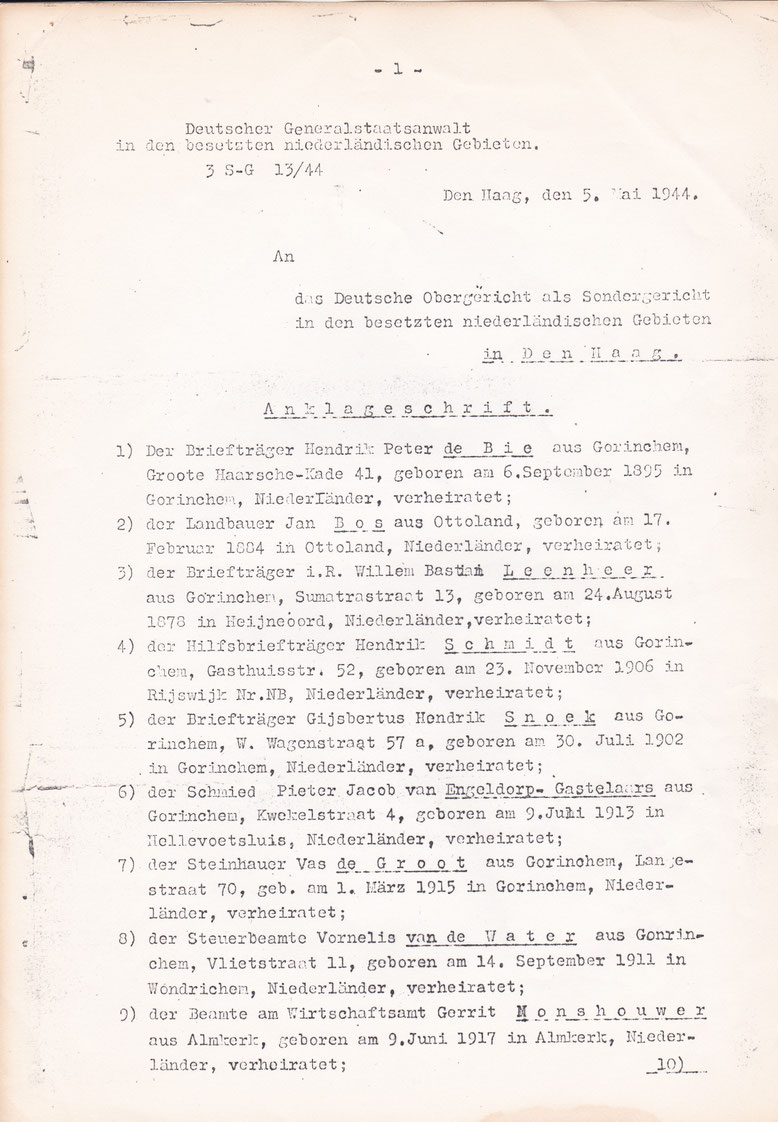 - 1 -
Deutscher Generalstaatsanwalt
in den besetzten niederländischen Gebieten.
3 S-G 13/44
Den Haag, den 5. Mai 1944.
An
das Deutsche Obergericht als Sondergericht
in den besetzten niederländischen Gebieten
in Den Haag.
Anklageschrift.
1) Der Briefträger Hendrik Peter de Bie aus Gorinchem,
Groote Haarsche-Kade 41, geboren am 6.September 1895 in
Gorinchem, Niederländer, verheiratet;
2) der Landbauer Jan Bos aus Ottoland, geboren am 17.
Februar 1884 in Ottoland, Niederländer, verheiratet;
3) der Briefträger i.R. Willem Bastian Leenheer
aus Gorinchem, Sumatrastraat 13, geboren am 24.August
1878 in Heijneoord, Niederländer,verheiratet;
4) der Hilfsbriefträger Hendrik Schmidt aus Gorin-
chem, Gasthuisstr. 52, geboren am 23. November 1906 in
Rijswijk Nr.NB, Niederländer, verheiratet;
5) der Briefträger Gijsbertus Hendrik Snoek aus Go-
rinchem, W. Wagenstraat 57 a, geboren am 30. Juli 1902
in Gorinchem, Niederländer, verheiratet;
6) der Schmied Pieter Jacob van Engeldorp- Gastelaars aus
Gorinchem, Kwekelstraat 4, geboren am 9.Juli 1913 in
Hellevoetsluis, Niederländer, verheiratet;
7) der Steinhauer Vas de Groot aus Gorinchem, Lange-
straat 70, geb. am 1. März 1915 in Gorinchem, Nieder-
länder, verheiratet;
8) der Steuerbeamte Vornelis van de Water aus Gonrin-
chem, Vlietstraat 11, geboren am 14. September 1911 in
Wondrichem, Niederländer, verheiratet;
9) der Beamte am Wirtschaftsamt Gerrit Monshouwer
aus Almkerk, geboren am 9.Juni 1917 in Almkerk, Nieder-
länder, verheiratet;
10)